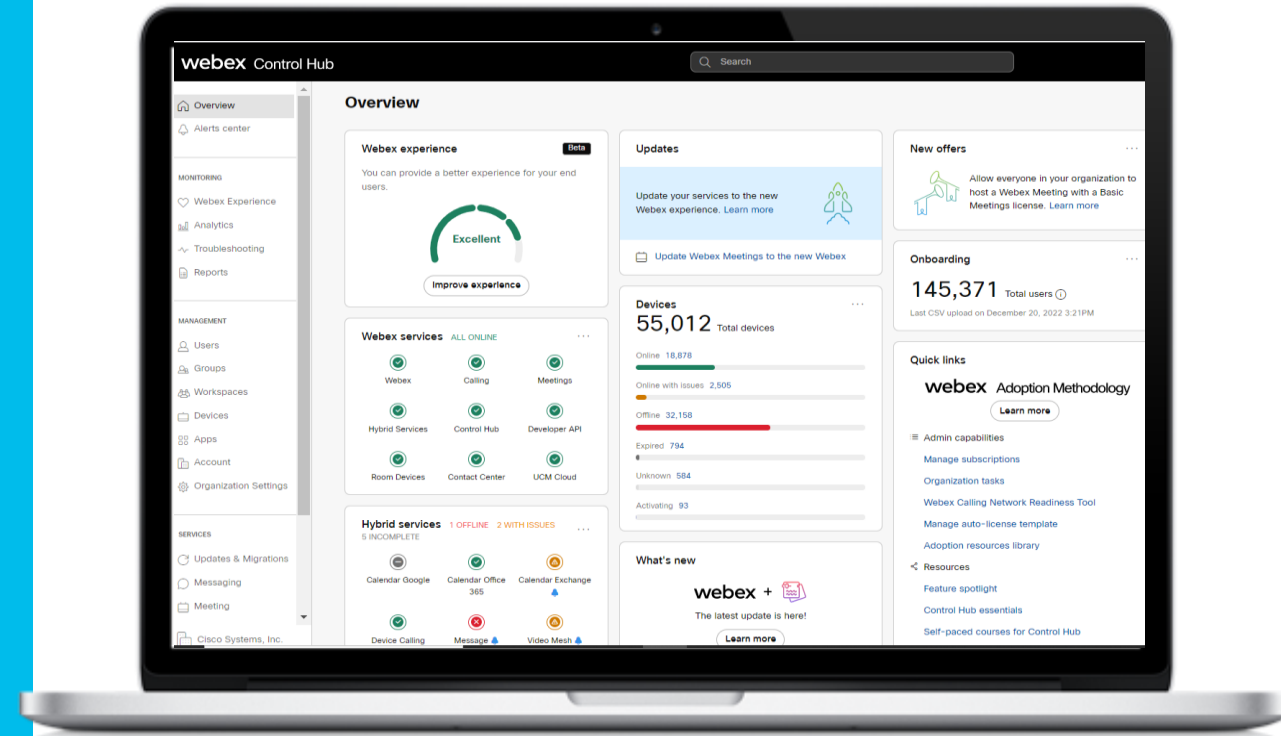 webex Control Hub
Search
Overview
Alerts center
MONITORING
Webex Experience
Analytics
Troubleshooting
Reports
MANAGEMENT
Users
Groups
Workspaces
Devices
Apps
Account
Organization Settings
SERVICES
Updates & Migrations
Messaging
Meeting
Cisco Systems, Inc.
Overview
Webex experience Beta
You can provide a better experience for your end
users.
Excellent
Improve experience
Webex services ALL ONLINE
Webex Calling Meetings
Hybrid Services Control Hub Developer API
Room Devices Contact Center UCM Cloud
Hybrid services 1 OFFLINE 2 WITH ISSUES
5 INCOMPLETE
Calendar Google Calendar Office Calendar Exchange
365
Device Calling Message Video Mesh
Updates
Update your services to the new
Webex experience. Learn more
Update Webex Meetings to the new Webex
Devices
55,012 Total devices
Online 18,878
Online with issues 2,505
Offline 32,158
Expired 794
Unknown 584
Activating 93
What's new
webex +
The latest update is here!
Learn more
New offers
Allow everyone in your organization to
host a Webex Meeting with a Basic
Meetings license. Learn more
Onboarding
145,371 Total users
Last CSV upload on December 20, 2022 3:21PM
Quick links
webex Adoption Methodology
Learn more
Admin capabilities
Manage subscriptions
Organization tasks
Webex Calling Network Readiness Tool
Manage auto-license template
Adoption resources library
Resources
Feature spotlight
Control Hub essentials
Self-paced courses for Control Hub